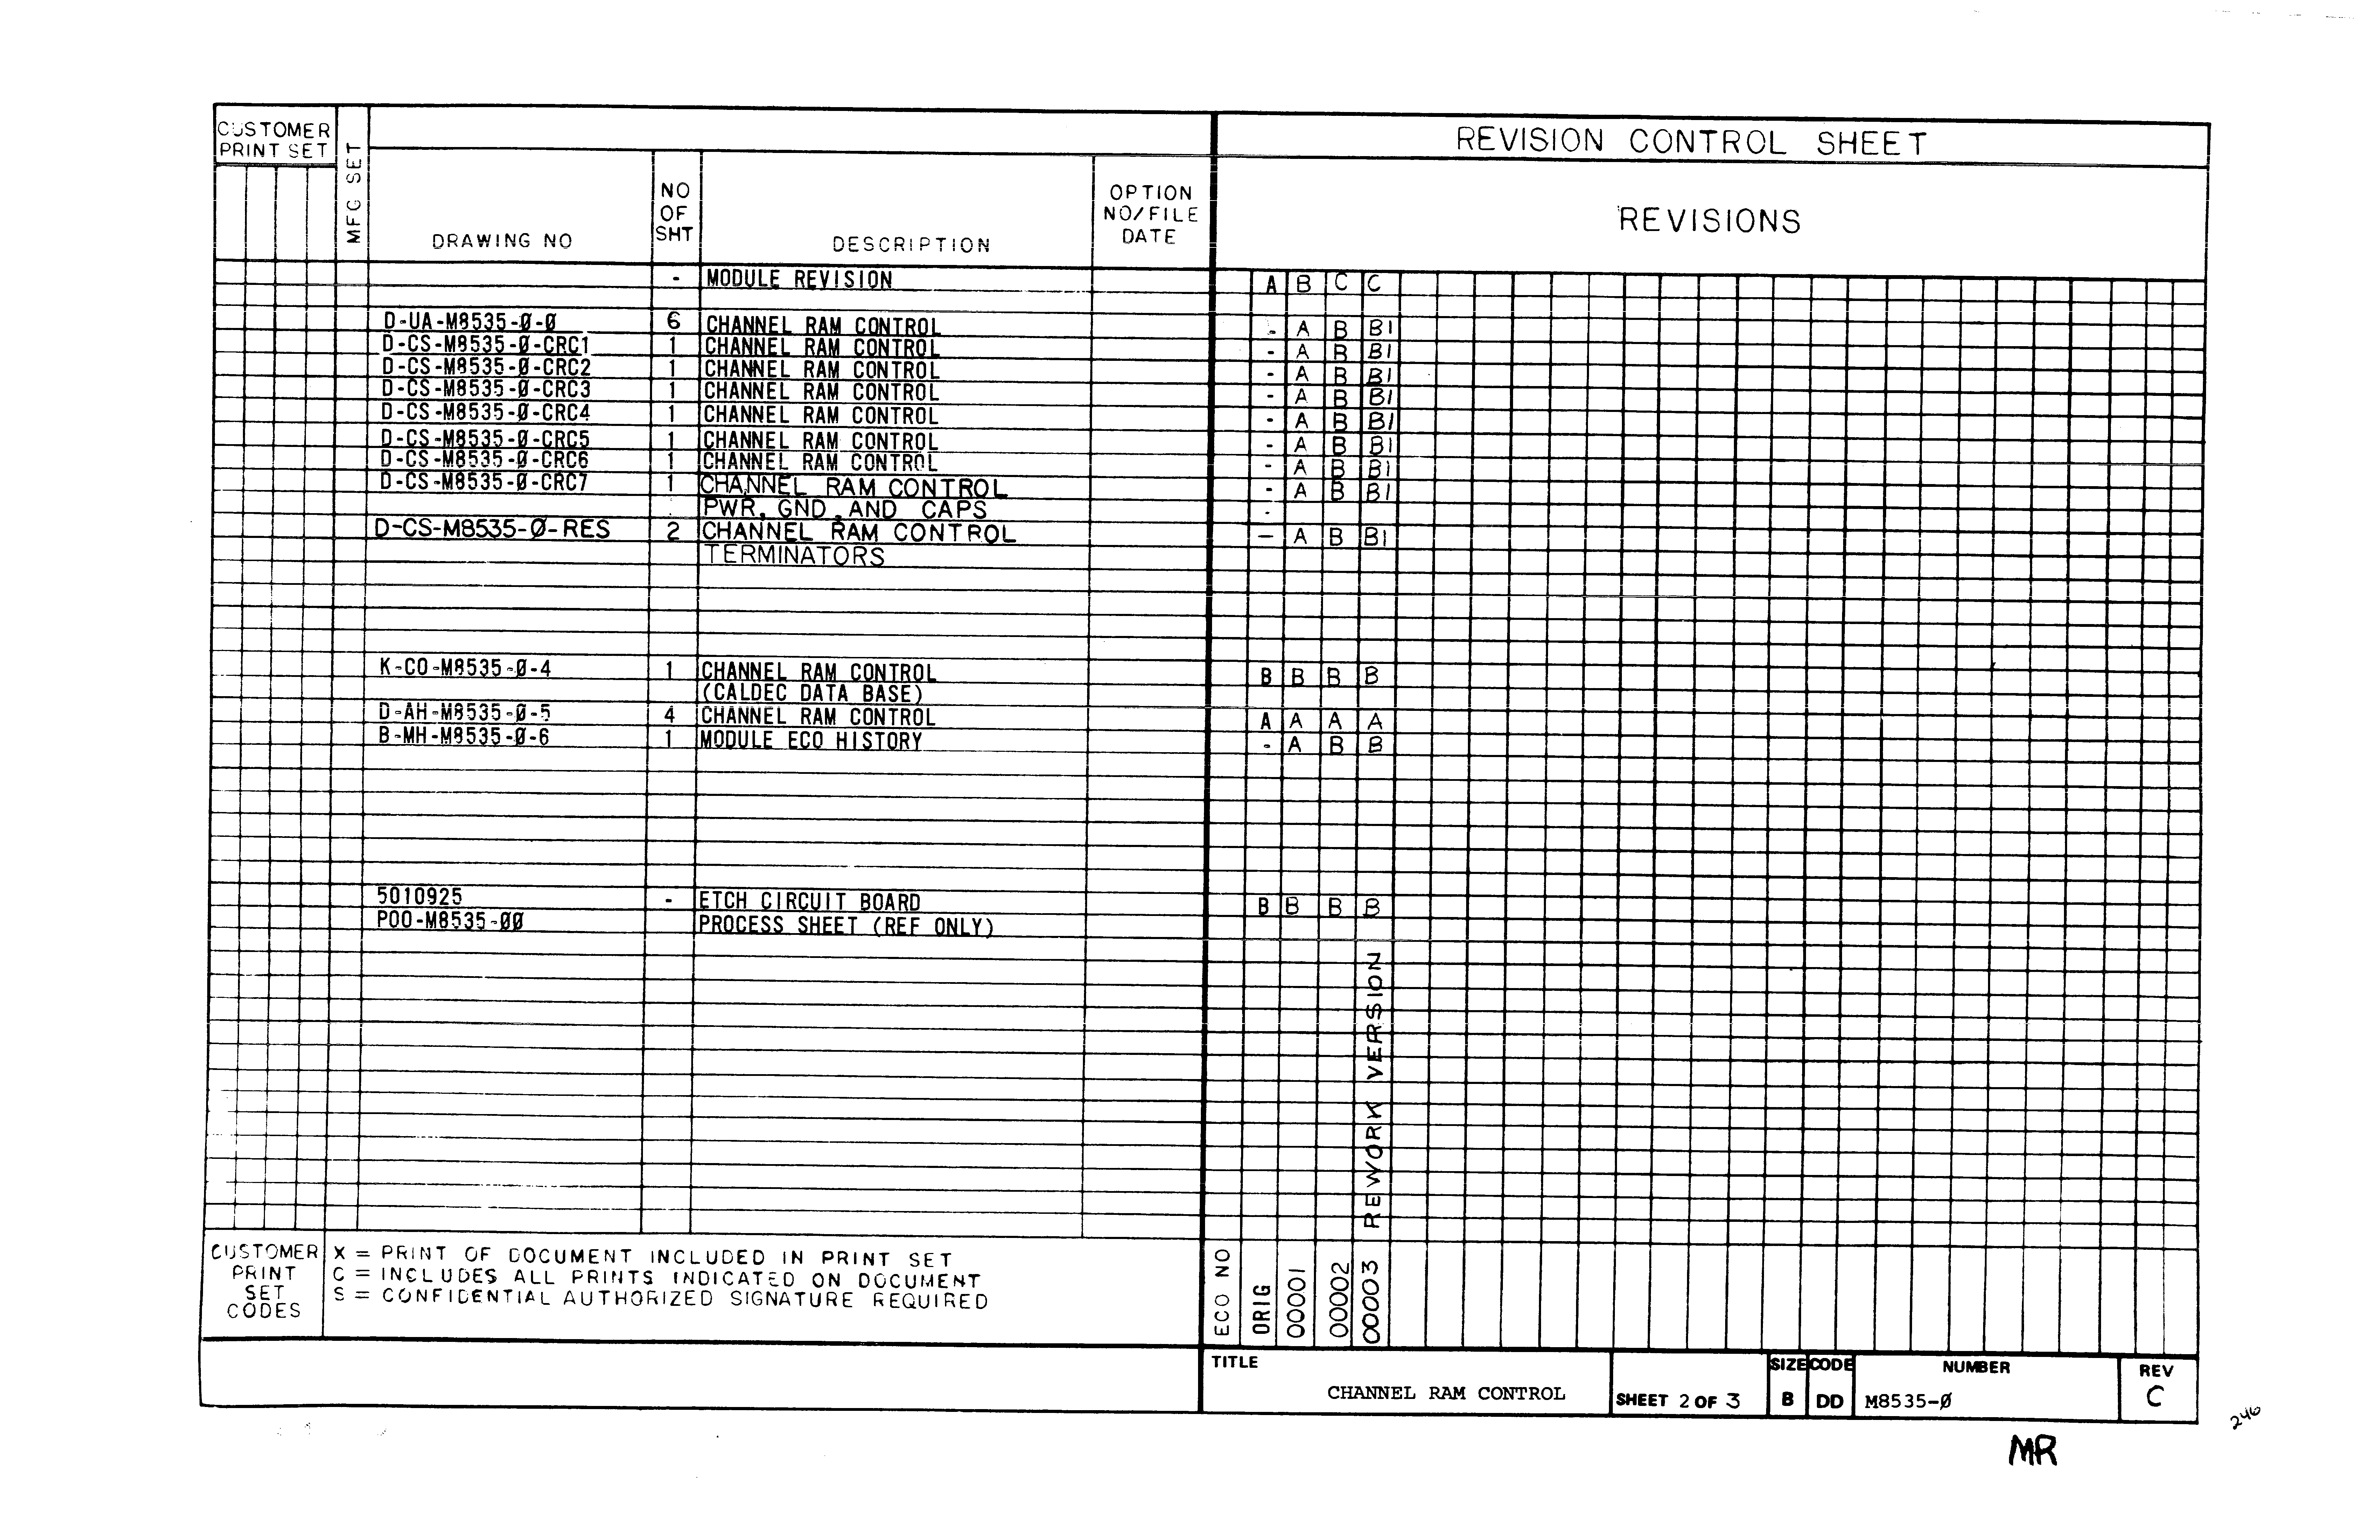 CUSTOMER
PRINT SET
MFG SET
REVISION CONTROL SHEET
DRAWING NO
NO
OF
SHT
DESCRIPTION
OPTION
NO/FILE
DATE
REVISIONS
- MODULE REVISION A B C C
D-UA-M8535-Ø-Ø 6 CHANNEL RAM CONTROL - A B B1
D-CS-M8535-Ø-CRC1 1 CHANNEL RAM CONTROL - A B B1
D-CS-M8535-Ø-CRC2 1 CHANNEL RAM CONTROL - A B B1
D-CS-M8535-Ø-CRC3 1 CHANNEL RAM CONTROL - A B B1
D-CS-M8535-Ø-CRC4 1 CHANNEL RAM CONTROL - A B B1
D-CS-M8535-Ø-CRC5 1 CHANNEL RAM CONTROL - A B B1
D-CS-M8535-Ø-CRC6 1 CHANNEL RAM CONTROL - A B B1
D-CS-M8535-Ø-CRC7 1 CHANNEL RAM CONTROL - A B B1
PWR, GND, AND CAPS -
D-CS-M8535-Ø-RES 2 CHANNEL RAM CONTROL - A B B1
TERMINATORS
K-CO-M8535-Ø-4 1 CHANNEL RAM CONTROL B B B B
(CALDEC DATA BASE)
D-AH-M8535-Ø-5 4 CHANNEL RAM CONTROL A A A A
B-MH-M8535-Ø-6 1 MODULE ECO HISTORY - A B B
5010925 - ETCH CIRCUIT BOARD B B B B
P00-M8535-ØØ PROCESS SHEET (REF ONLY)
REWORK VERSION
CUSTOMER
PRINT
SET
CODES
X = PRINT OF DOCUMENT INCLUDED IN PRINT SET
C = INCLUDES ALL PRINTS INDICATED ON DOCUMENT
S = CONFIDENTIAL AUTHORIZED SIGNATURE REQUIRED
ECO NO ORIG 00001 00002 00003
TITLE
CHANNEL RAM CONTROL
SHEET 2 OF 3
SIZE CODE NUMBER REV
B DD M8535-Ø C
246
MR